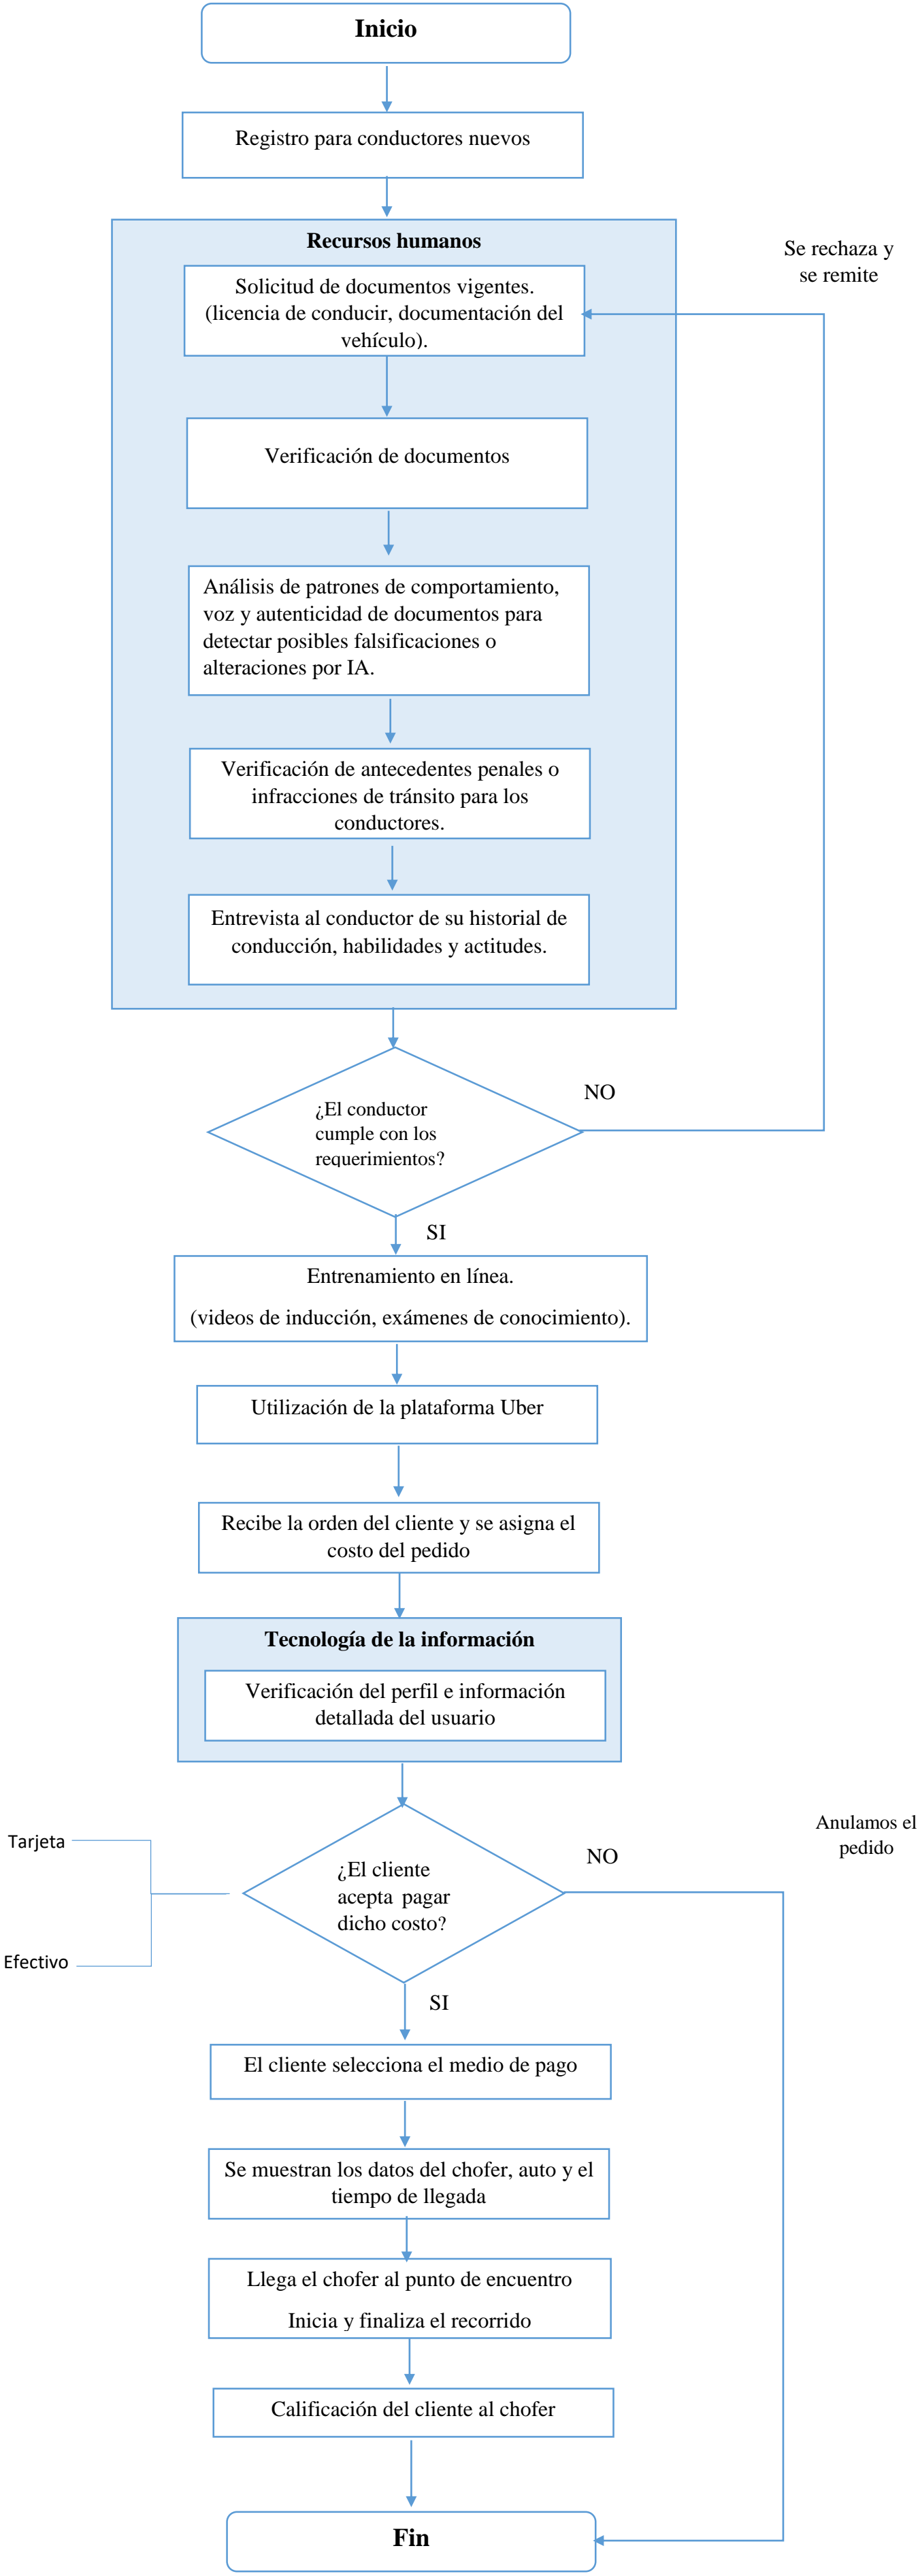 Inicio
Registro para conductores nuevos
Recursos humanos
Se rechaza y
se remite
Solicitud de documentos vigentes.
(licencia de conducir, documentación del
vehículo).
Verificación de documentos
Análisis de patrones de comportamiento,
voz y autenticidad de documentos para
detectar posibles falsificaciones o
alteraciones por IA.
Verificación de antecedentes penales o
infracciones de tránsito para los
conductores.
Entrevista al conductor de su historial de
conducción, habilidades y actitudes.
NO
¿El conductor
cumple con los
requerimientos?
SI
Entrenamiento en línea.
(videos de inducción, exámenes de conocimiento).
Utilización de la plataforma Uber
Recibe la orden del cliente y se asigna el
costo del pedido
Tecnología de la información
Verificación del perfil e información
detallada del usuario
Anulamos el
pedido
Tarjeta
NO
¿El cliente
acepta pagar
dicho costo?
Efectivo
SI
El cliente selecciona el medio de pago
Se muestran los datos del chofer, auto y el
tiempo de llegada
Llega el chofer al punto de encuentro
Inicia y finaliza el recorrido
Calificación del cliente al chofer
Fin